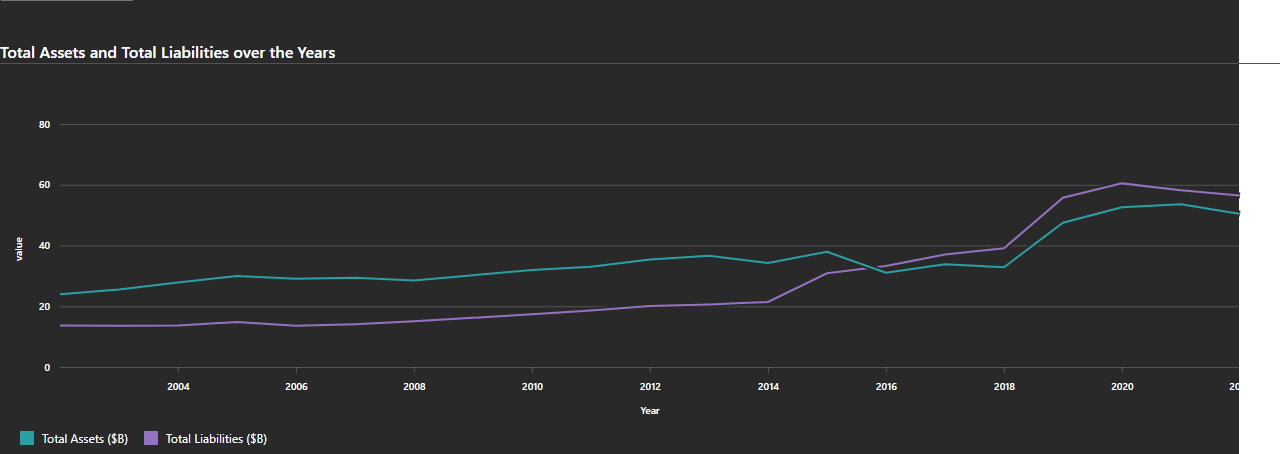 Total Assets and Total Liabilities over the Years
80
60
40
20
0
value
2004 2006 2008 2010 2012 2014 2016 2018 2020 20
Year
Total Assets ($B) Total Liabilities ($B)